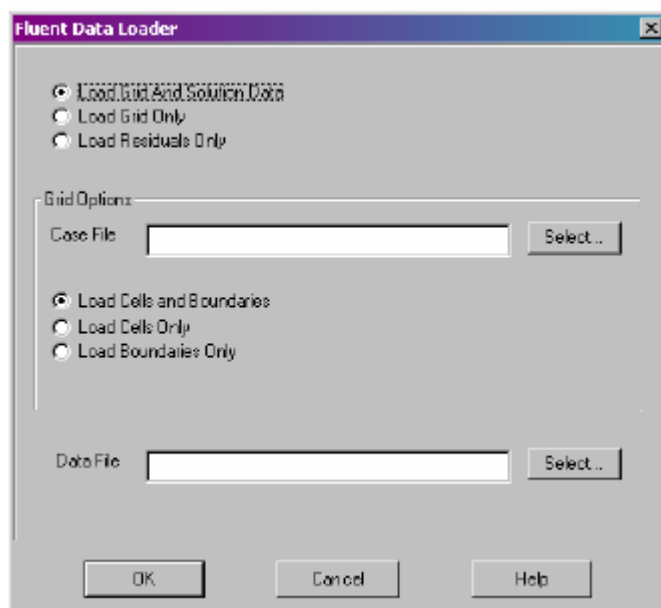 Fluent Data Loader
Load Grid And Solution Data
Load Grid Only
Load Residuals Only
Grid Options
Case File
Select...
Load Cells and Boundaries
Load Cells Only
Load Boundaries Only
Data File
Select...
OK
Cancel
Help